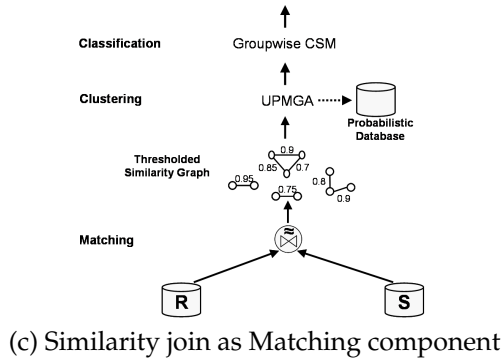 Classification Groupwise CSM
Clustering UPMGA
Probabilistic
Database
Thresholded
Similarity Graph
0.9
0.85 0.7
0.95
0.8
0.75
0.9
Matching
≈
⋈
R S
(c) Similarity join as Matching component